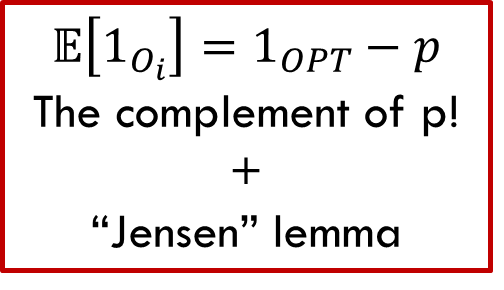 𝔼[1_{O_i}] = 1_{OPT} − p
The complement of p!
+
“Jensen” lemma